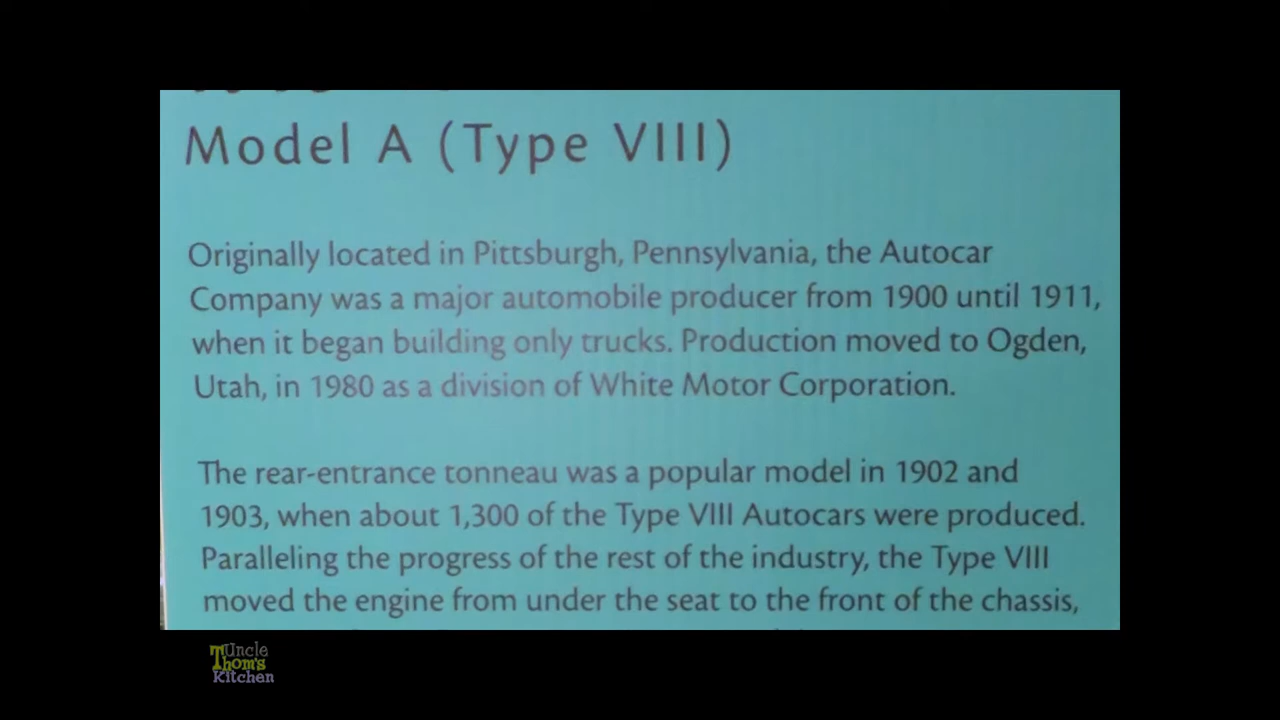 Model A (Type VIII)
Originally located in Pittsburgh, Pennsylvania, the Autocar
Company was a major automobile producer from 1900 until 1911,
when it began building only trucks. Production moved to Ogden,
Utah, in 1980 as a division of White Motor Corporation.
The rear-entrance tonneau was a popular model in 1902 and
1903, when about 1,300 of the Type VIII Autocars were produced.
Paralleling the progress of the rest of the industry, the Type VIII
moved the engine from under the seat to the front of the chassis,
Uncle
Thom's
Kitchen